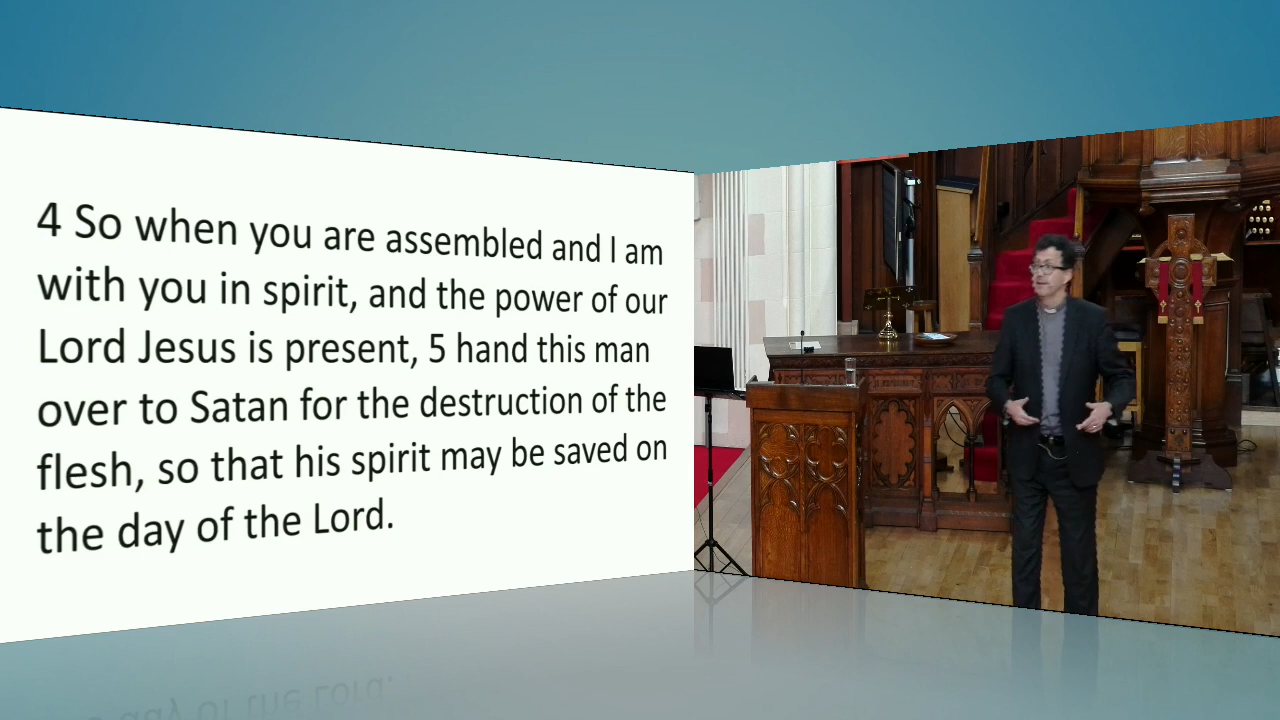 4 So when you are assembled and I am
with you in spirit, and the power of our
Lord Jesus is present, 5 hand this man
over to Satan for the destruction of the
flesh, so that his spirit may be saved on
the day of the Lord.